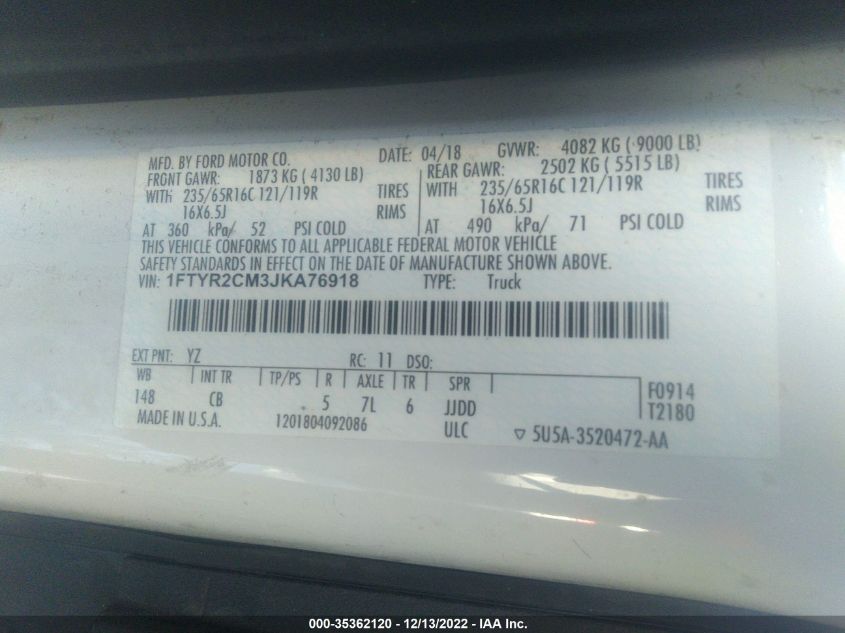 MFD. BY FORD MOTOR CO. DATE: 04/18 GVWR: 4082 KG ( 9000 LB)
FRONT GAWR: 1873 KG ( 4130 LB) REAR GAWR: 2502 KG ( 5515 LB)
WITH 235/65R16C 121/119R TIRES WITH 235/65R16C 121/119R TIRES
16X6.5J RIMS 16X6.5J RIMS
AT 360 kPa/ 52 PSI COLD AT 490 kPa/ 71 PSI COLD
THIS VEHICLE CONFORMS TO ALL APPLICABLE FEDERAL MOTOR VEHICLE
SAFETY STANDARDS IN EFFECT ON THE DATE OF MANUFACTURE SHOWN ABOVE.
VIN: 1FTYR2CM3JKA76918 TYPE: Truck
EXT PNT: YZ RC: 11 DSO:
WB INT TR TP/PS R AXLE TR SPR F0914
148 CB 5 7L 6 JJDD T2180
MADE IN U.S.A. 1201804092086 ULC ▽ 5U5A-3520472-AA
000-35362120 - 12/13/2022 - IAA Inc.